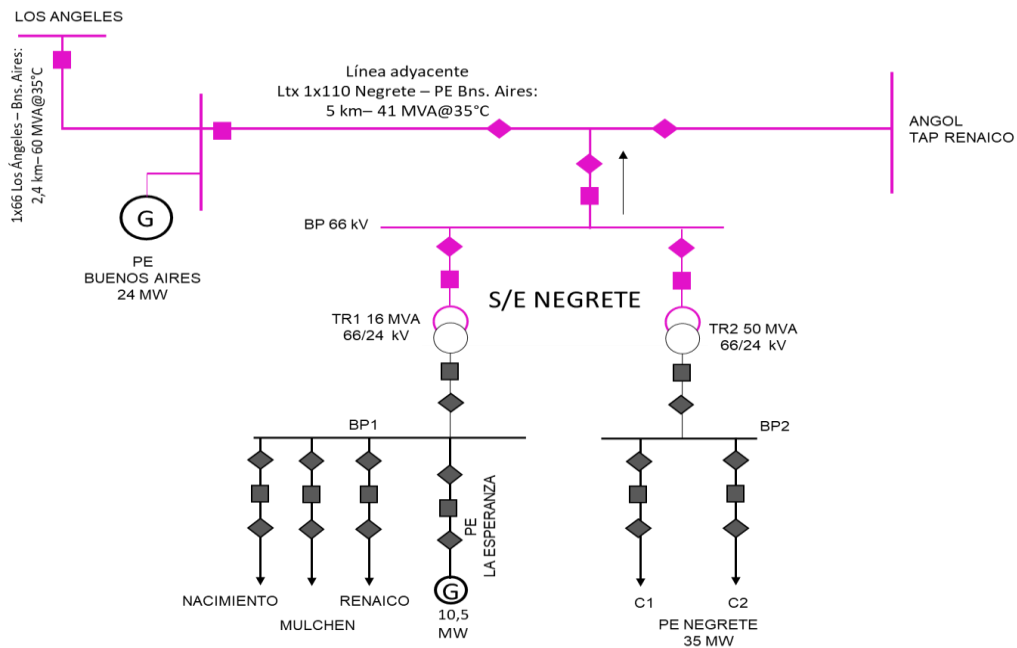 LOS ANGELES
1x66 Los Ángeles – Bns. Aires:
2,4 km– 60 MVA@35°C
Línea adyacente
Ltx 1x110 Negrete – PE Bns. Aires:
5 km– 41 MVA@35°C
ANGOL
TAP RENAICO
G
PE
BUENOS AIRES
24 MW
BP 66 kV
S/E NEGRETE
TR1 16 MVA
66/24 kV
TR2 50 MVA
66/24 kV
BP1
BP2
PE
LA ESPERANZA
G
10,5
MW
NACIMIENTO
MULCHEN
RENAICO
C1
C2
PE NEGRETE
35 MW